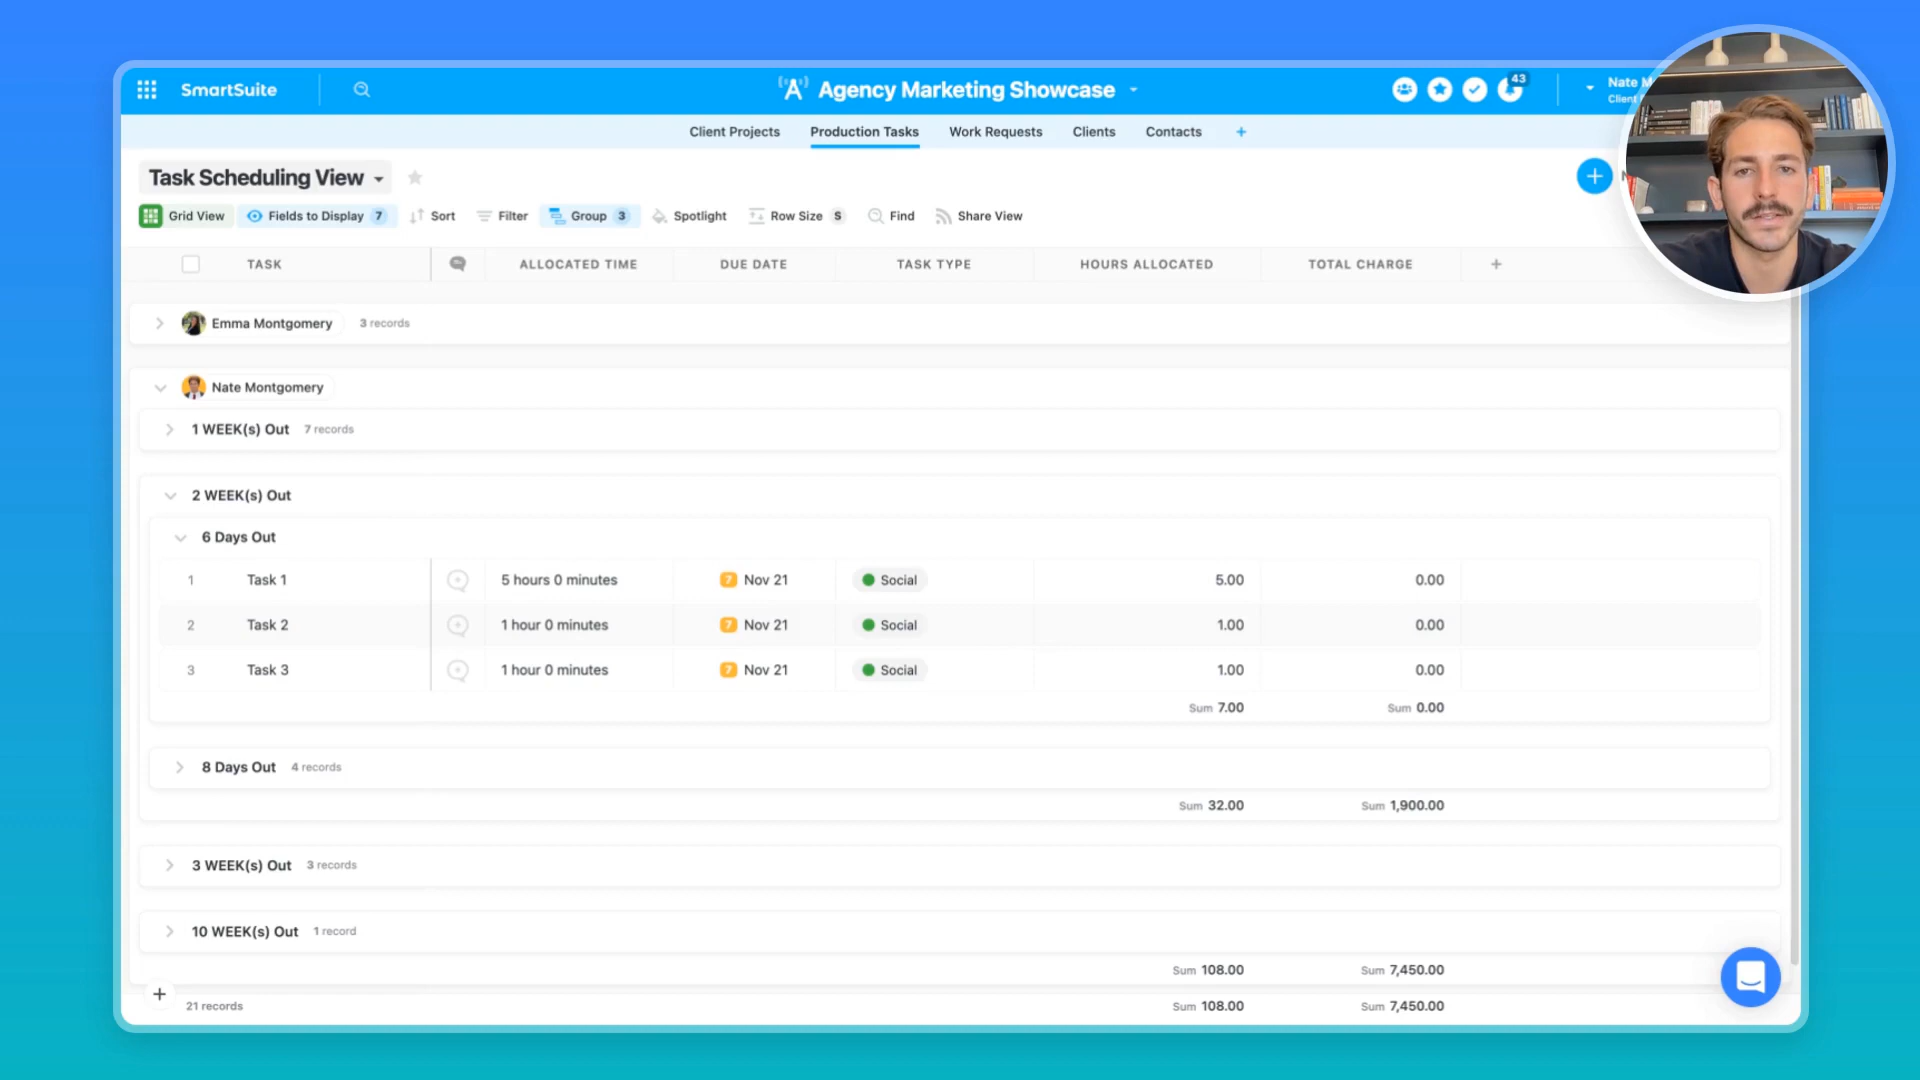 SmartSuite
Agency Marketing Showcase
43
Nate M
Client
Client Projects
Production Tasks
Work Requests
Clients
Contacts
Task Scheduling View
Grid View
Fields to Display 7
Sort
Filter
Group 3
Spotlight
Row Size S
Find
Share View
TASK
ALLOCATED TIME
DUE DATE
TASK TYPE
HOURS ALLOCATED
TOTAL CHARGE
Emma Montgomery 3 records
Nate Montgomery
1 WEEK(s) Out 7 records
2 WEEK(s) Out
6 Days Out
1 Task 1 5 hours 0 minutes 7 Nov 21 Social 5.00 0.00
2 Task 2 1 hour 0 minutes 7 Nov 21 Social 1.00 0.00
3 Task 3 1 hour 0 minutes 7 Nov 21 Social 1.00 0.00
Sum 7.00 Sum 0.00
8 Days Out 4 records
Sum 32.00 Sum 1,900.00
3 WEEK(s) Out 3 records
10 WEEK(s) Out 1 record
Sum 108.00 Sum 7,450.00
21 records Sum 108.00 Sum 7,450.00